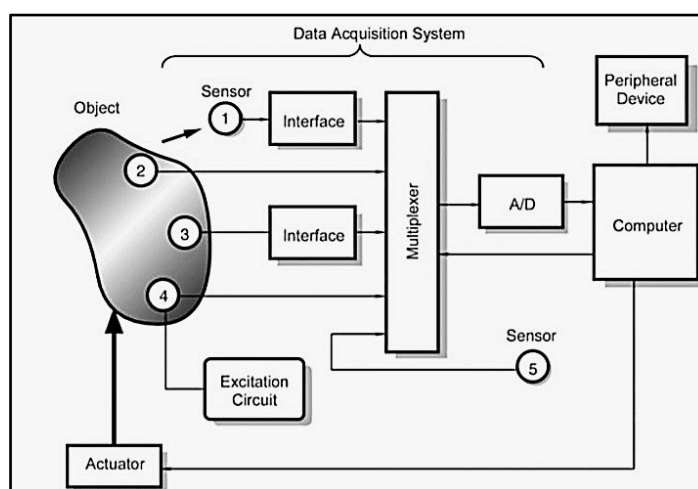 Data Acquisition System
Peripheral
Device
Object
Sensor
1
Interface
2
Multiplexer
A/D
Computer
3
Interface
4
Sensor
5
Excitation
Circuit
Actuator